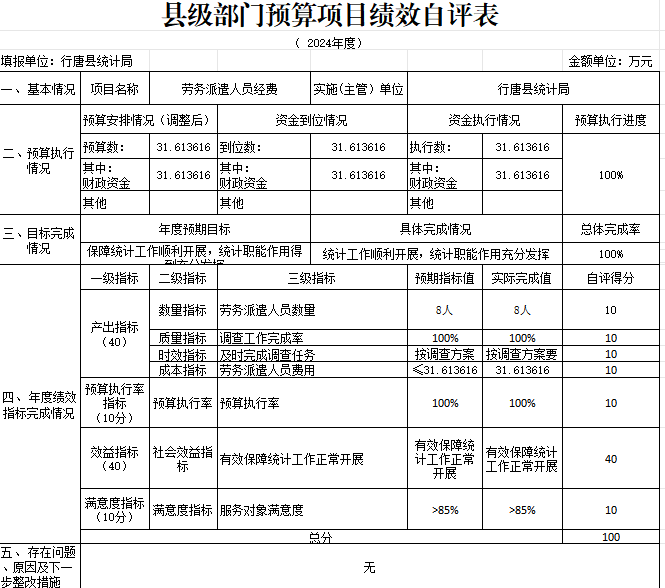 县级部门预算项目绩效自评表
（ 2024年度）
填报单位：行唐县统计局 金额单位：万元
一、 基本情况 项目名称 劳务派遣人员经费 实施(主管）单位 行唐县统计局
二、预算执行情况 预算安排情况（调整后） 资金到位情况 资金执行情况 预算执行进度
预算数： 31.613616 到位数： 31.613616 执行数： 31.613616 100%
其中：
财政资金 31.613616 其中：
财政资金 31.613616 其中：
财政资金 31.613616
其他 其他 其他
三、目标完成情况 年度预期目标 具体完成情况 总体完成率
保障统计工作顺利开展，统计职能作用得 统计工作顺利开展，统计职能作用充分发挥 100%
四、 年度绩效指标完成情况 一级指标 二级指标 三级指标 预期指标值 实际完成值 自评得分
产出指标
（40） 数量指标 劳务派遣人员数量 8人 8人 10
质量指标 调查工作完成率 100% 100% 10
时效指标 及时完成调查任务 按调查方案 按调查方案要 10
成本指标 劳务派遣人员费用 ≤31.613616 31.613616 10
预算执行率
指标
（10分） 预算执行率 预算执行率 100% 100% 10
效益指标
（40） 社会效益指
标 有效保障统计工作正常开展 有效保障统
计工作正常
开展 有效保障统计
工作正常开展 40
满意度指标
（10分） 满意度指标 服务对象满意度 >85% >85% 10
总分 100
五、 存在问题
、原因及下一
步整改措施 无